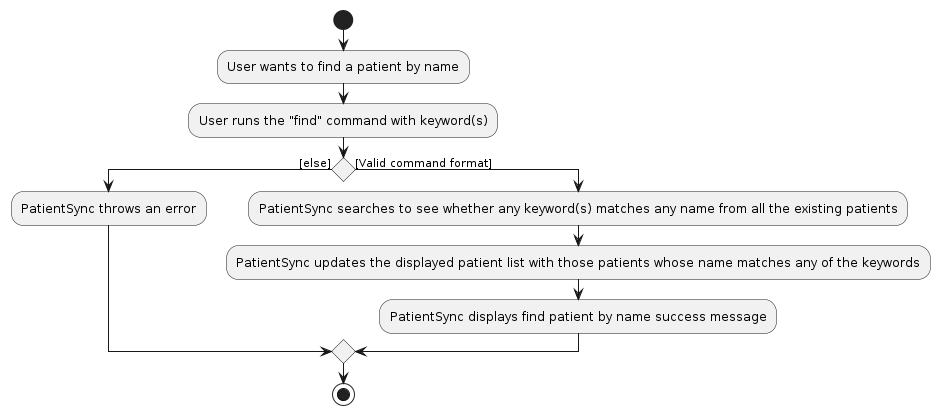 User wants to find a patient by name
User runs the "find" command with keyword(s)
[else]
[Valid command format]
PatientSync throws an error
PatientSync searches to see whether any keyword(s) matches any name from all the existing patients
PatientSync updates the displayed patient list with those patients whose name matches any of the keywords
PatientSync displays find patient by name success message